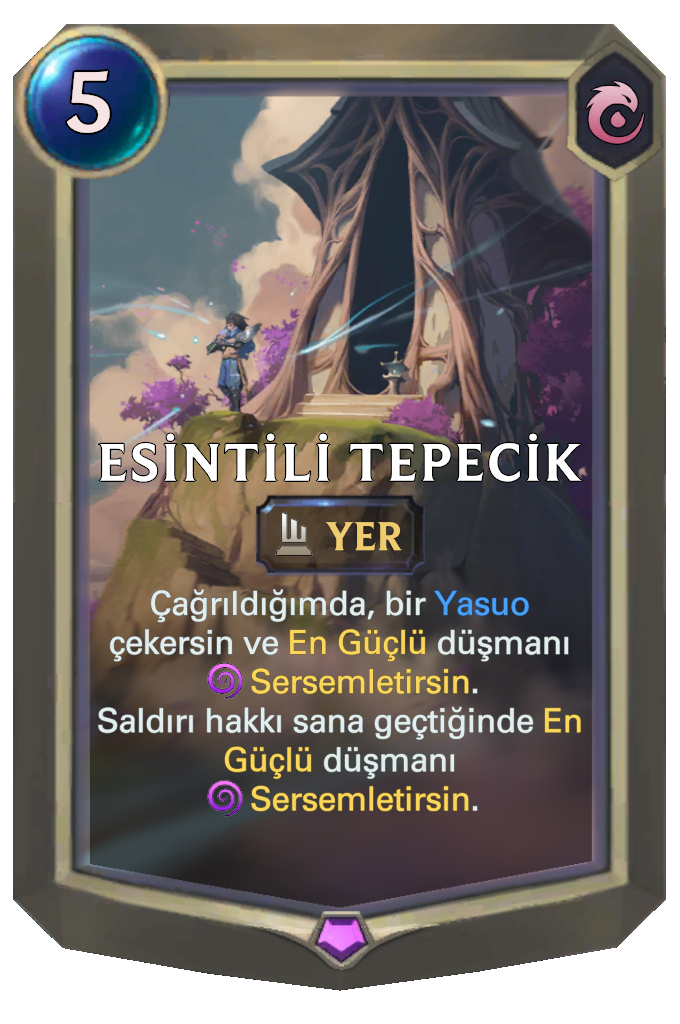 5
ESİNTİLİ TEPECİK
YER
Çağrıldığımda, bir Yasuo
çekersin ve En Güçlü düşmanı
Sersemletirsin.
Saldırı hakkı sana geçtiğinde En
Güçlü düşmanı
Sersemletirsin.